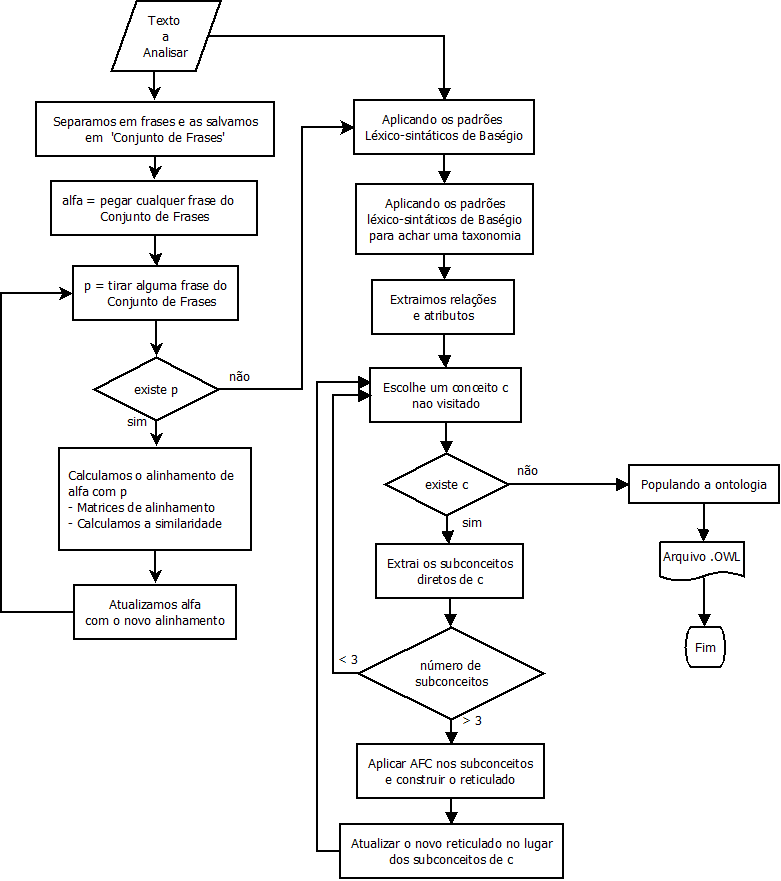 Texto
a
Analisar
Separamos em frases e as salvamos
em 'Conjunto de Frases'
alfa = pegar cualquer frase do
Conjunto de Frases
p = tirar alguma frase do
Conjunto de Frases
existe p
não
sim
Calculamos o alinhamento de
alfa com p
- Matrices de alinhamento
- Calculamos a similaridade
Atualizamos alfa
com o novo alinhamento
Aplicando os padrões
Léxico-sintáticos de Baségio
Aplicando os padrões
léxico-sintáticos de Baségio
para achar uma taxonomia
Extraimos relações
e atributos
Escolhe um conceito c
nao visitado
existe c
não
sim
Extrai os subconceitos
diretos de c
número de
subconceitos
< 3
> 3
Aplicar AFC nos subconceitos
e construir o reticulado
Atualizar o novo reticulado no lugar
dos subconceitos de c
Populando a ontologia
Arquivo .OWL
Fim